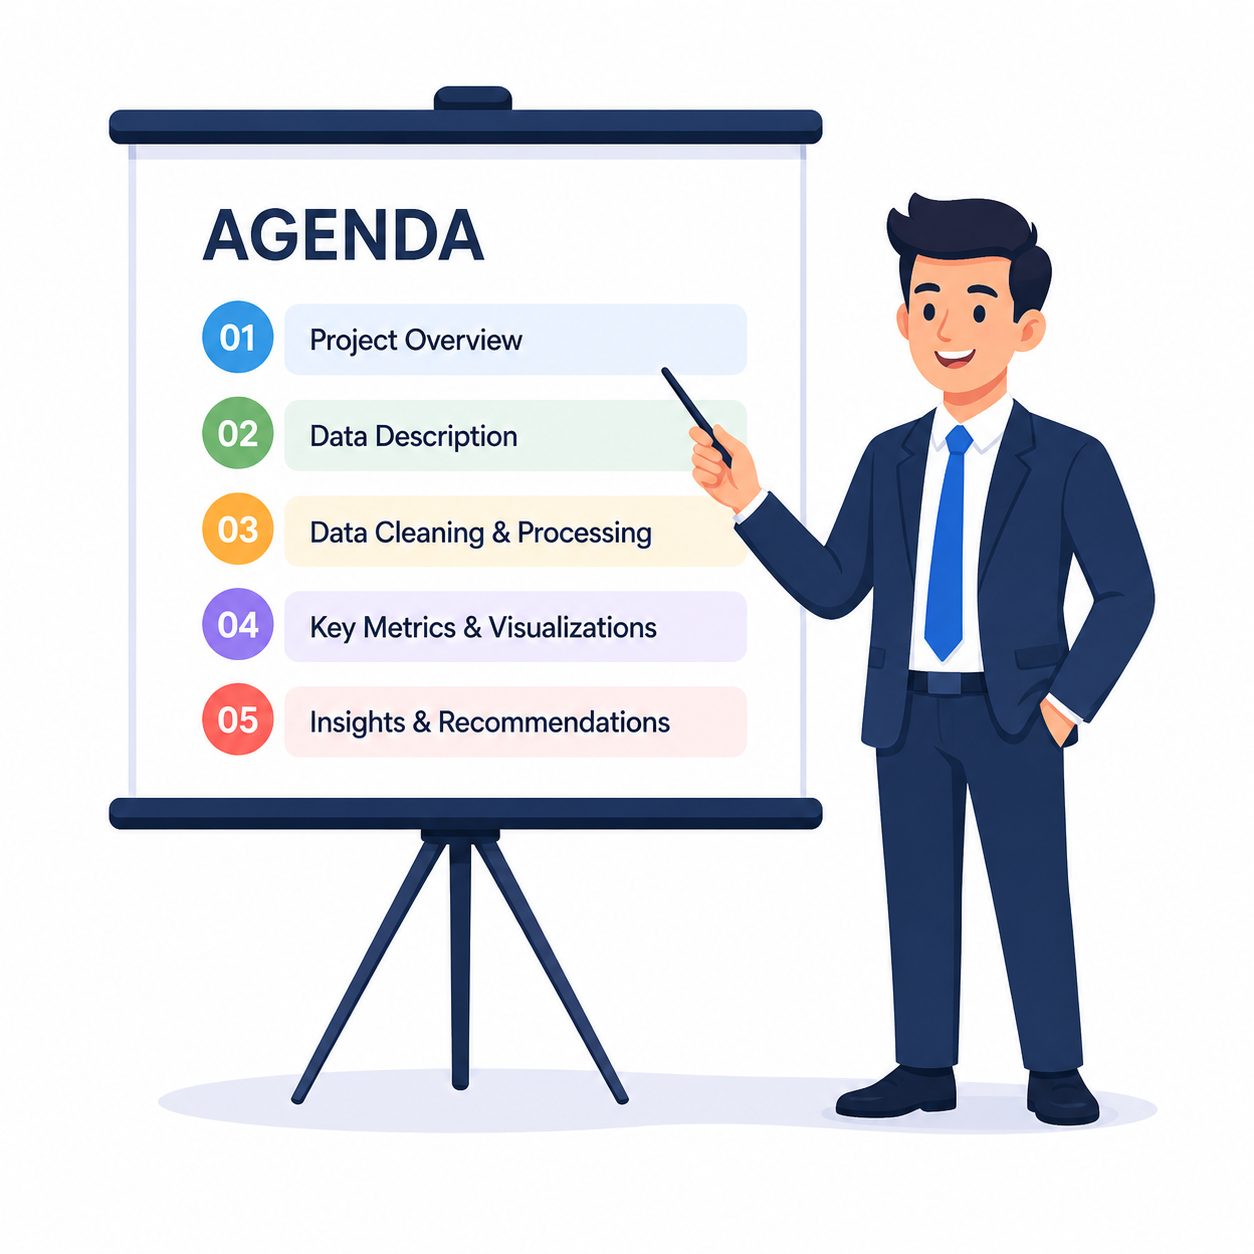 AGENDA
01 Project Overview
02 Data Description
03 Data Cleaning & Processing
04 Key Metrics & Visualizations
05 Insights & Recommendations